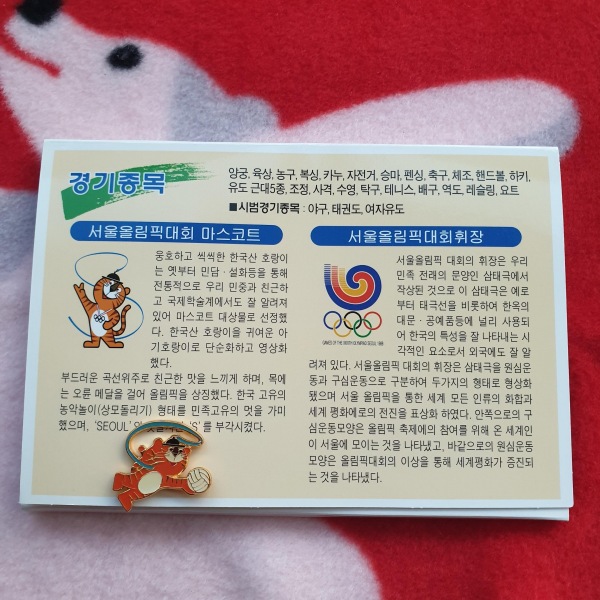 경기종목
양궁, 육상, 농구, 복싱, 카누, 자전거, 승마, 펜싱, 축구, 체조, 핸드볼, 하키,
유도 근대5종, 조정, 사격, 수영, 탁구, 테니스, 배구, 역도, 레슬링, 요트
■시범경기종목 : 야구, 태권도, 여자유도
서울올림픽대회 마스코트
웅호하고 씩씩한 한국산 호랑이
는 옛부터 민담·설화등을 통해
전통적으로 우리 민중과 친근하
고 국제학술계에서도 잘 알려져
있어 마스코트 대상물로 선정했
다. 한국산 호랑이를 귀여운 아
기호랑이로 단순화하고 영상화
했다.
부드러운 곡선위주로 친근한 맛을 느끼게 하며, 목에
는 오륜 메달을 걸어 올림픽을 상징했다. 한국 고유의
농악놀이(상모돌리기) 형태를 민족고유의 멋을 가미
했으며, 'SEOUL'의 'S'를 부각시켰다.
서울올림픽대회휘장
서울올림픽 대회의 휘장은 우리
민족 전래의 문양인 삼태극에서
작상된 것으로 이 삼태극은 예로
부터 태극선을 비롯하여 한옥의
대문·공예품등에 널리 사용되
어 한국의 특성을 잘 나타내는 시
각적인 요소로서 외국에도 잘 알
려져 있다. 서울올림픽대회의 휘장은 삼태극을 원심운
동과 구심운동으로 구분하여 두가지의 형태로 형상화
됐으며 서울 올림픽을 통한 세계 모든 인류의 화합과
세계 평화에로의 전진을 표상화 하였다. 안쪽으로의 구
심운동모양은 올림픽 축제에의 참여를 위해 온 세계인
이 서울에 모이는 것을 나타냈고, 바같으로의 원심운동
모양은 올림픽대회의 이상을 통해 세계평화가 증진되
는 것을 나타냈다.
GAMES OF THE XXIVTH OLYMPIAD SEOUL 1988